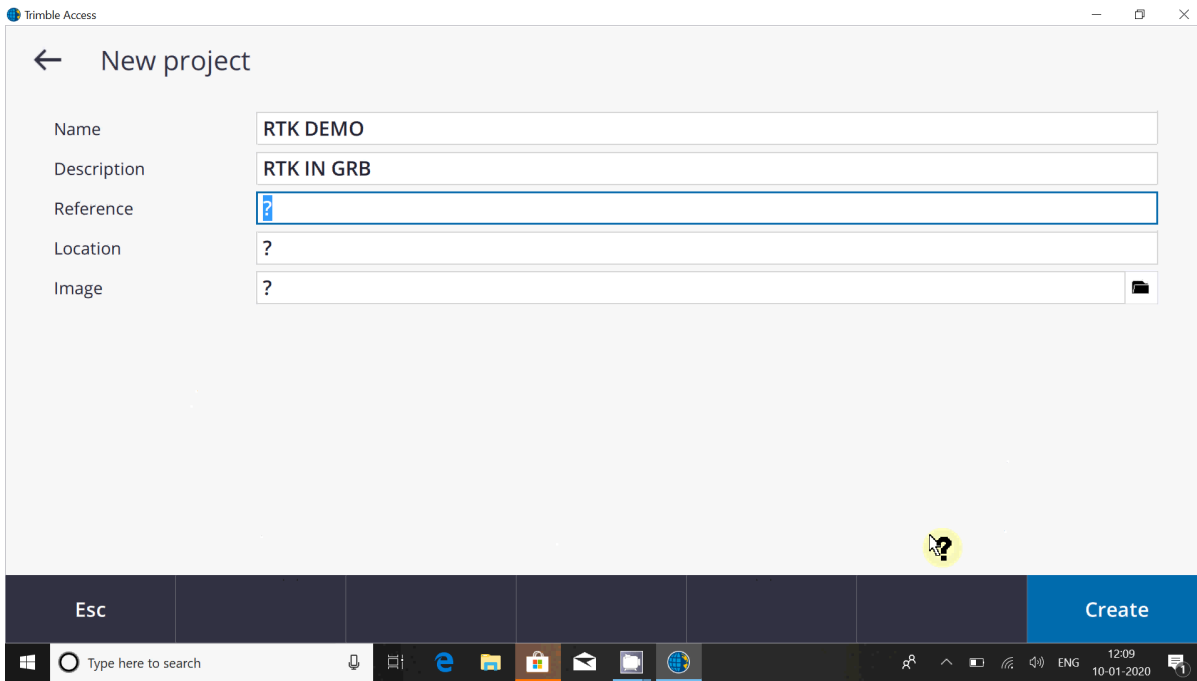 Trimble Access
New project
Name RTK DEMO
Description RTK IN GRB
Reference ?
Location ?
Image ?
Esc Create
Type here to search ENG 12:09
10-01-2020 1